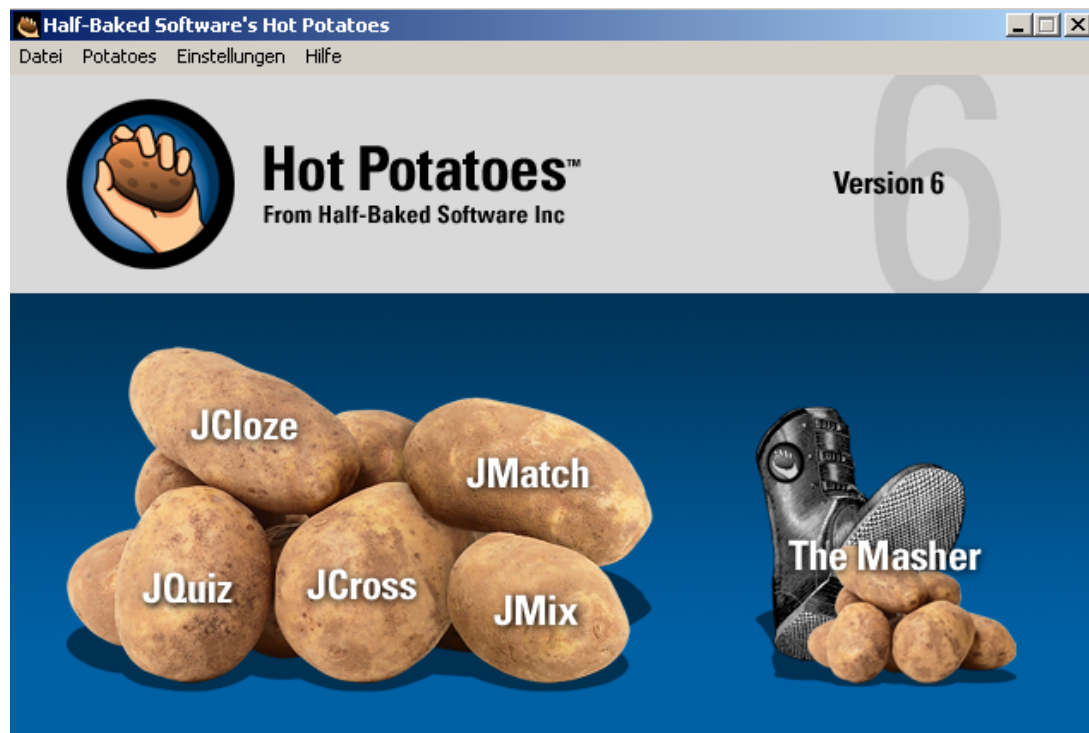 Half-Baked Software's Hot Potatoes
Datei Potatoes Einstellungen Hilfe
6
Hot Potatoes™
From Half-Baked Software Inc
Version 6
JCloze
JMatch
JQuiz
JCross
JMix
The Masher